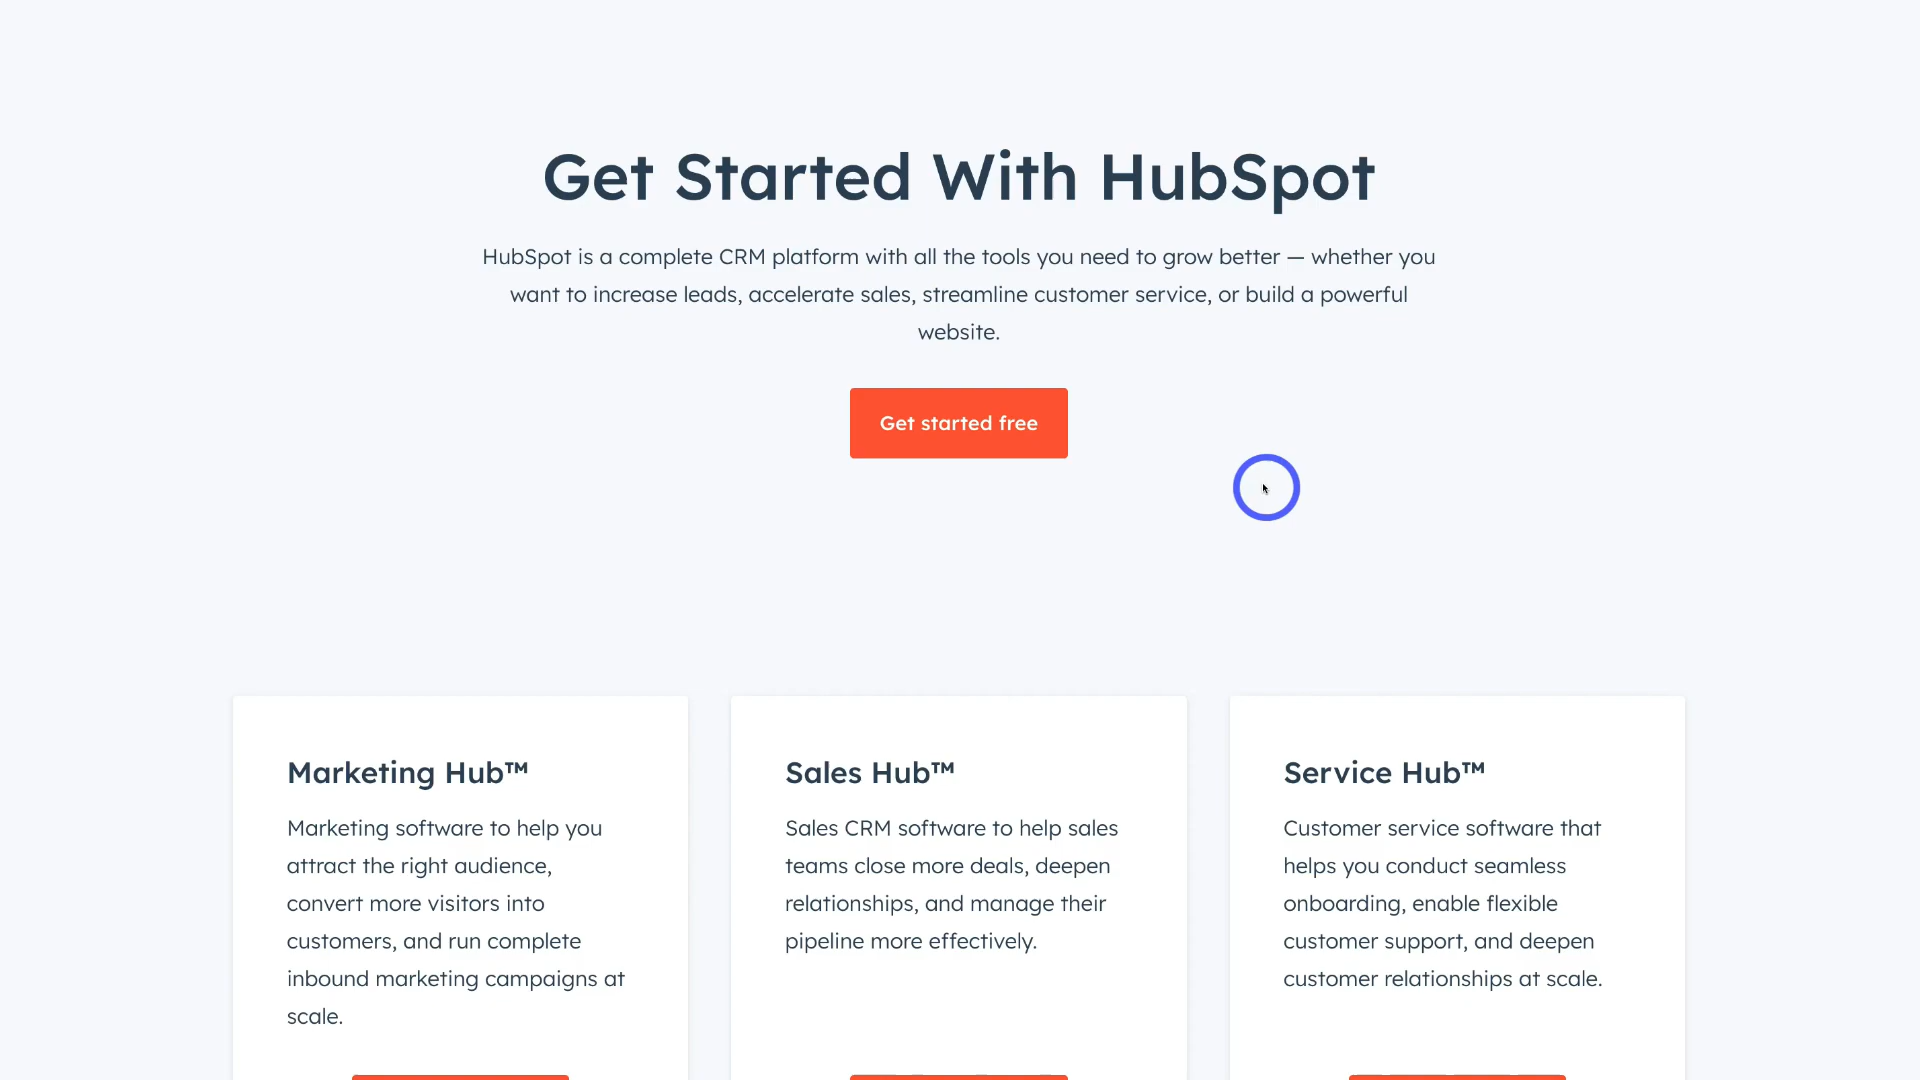 Get Started With HubSpot
HubSpot is a complete CRM platform with all the tools you need to grow better — whether you
want to increase leads, accelerate sales, streamline customer service, or build a powerful
website.
Get started free
Marketing Hub™
Marketing software to help you
attract the right audience,
convert more visitors into
customers, and run complete
inbound marketing campaigns at
scale.
Sales Hub™
Sales CRM software to help sales
teams close more deals, deepen
relationships, and manage their
pipeline more effectively.
Service Hub™
Customer service software that
helps you conduct seamless
onboarding, enable flexible
customer support, and deepen
customer relationships at scale.